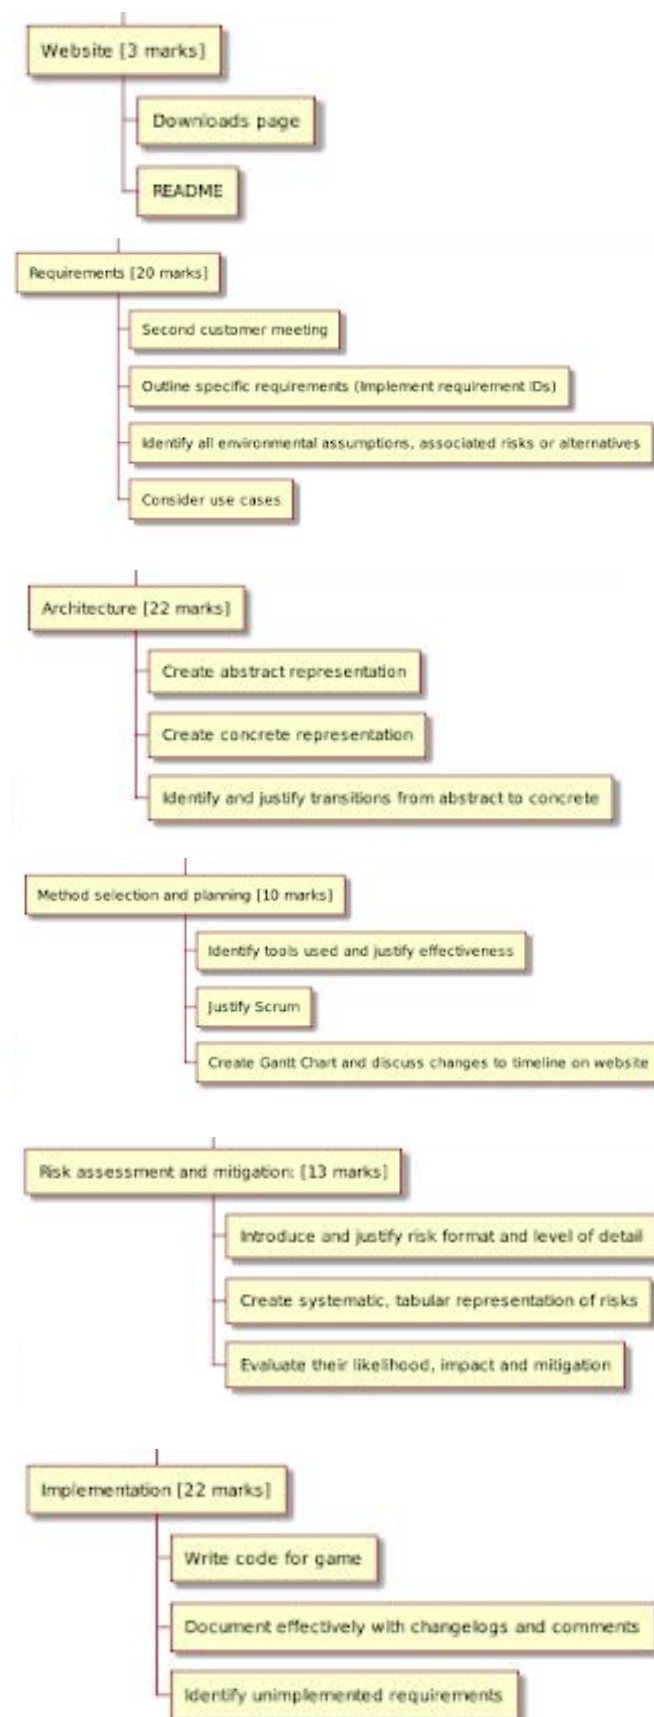 Website [3 marks]
Downloads page
README
Requirements [20 marks]
Second customer meeting
Outline specific requirements (Implement requirement IDs)
Identify all environmental assumptions, associated risks or alternatives
Consider use cases
Architecture [22 marks]
Create abstract representation
Create concrete representation
Identify and justify transitions from abstract to concrete
Method selection and planning [10 marks]
Identify tools used and justify effectiveness
Justify Scrum
Create Gantt Chart and discuss changes to timeline on website
Risk assessment and mitigation: [13 marks]
Introduce and justify risk format and level of detail
Create systematic, tabular representation of risks
Evaluate their likelihood, impact and mitigation
Implementation [22 marks]
Write code for game
Document effectively with changelogs and comments
Identify unimplemented requirements